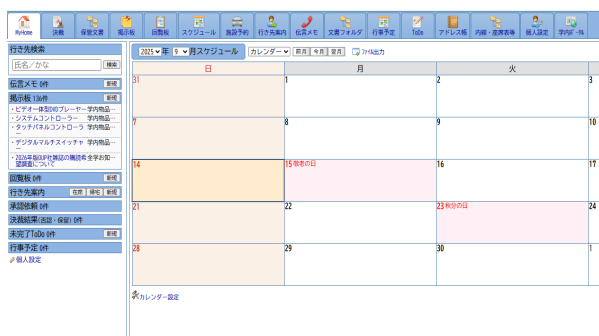 MyHome 決裁 保管文書 掲示板 回覧板 スケジュール 施設予約 行き先案内 伝言メモ 文書フォルダ 行事予定 ToDo アドレス帳 内線・座席表等 個人設定 学内ﾎﾟｰﾀﾙ
行き先検索
氏名／かな 検索
伝言メモ 0件 新規
掲示板 136件 新規
・ビデオ一体型DVDプレーヤー 学内物品…
・システムコントローラー 学内物品…
・タッチパネルコントローラ 学内物品…
ー
・デジタルマルチスイッチャ 学内物品…
ー
・2026年版OUP社雑誌の購読希 全学お知…
望調査について
回覧板 0件 新規
行き先案内 在席 帰宅 新規
承認依頼 0件
決裁結果(否認・保留) 0件
未完了ToDo 0件 新規
行事予定 0件
個人設定
2025 年 9 月スケジュール カレンダー 前月 今月 翌月 ﾌｧｲﾙ出力
日 月 火
31 1 2 3
7 8 9 10
14 15 敬老の日 16 17
21 22 23 秋分の日 24
28 29 30 1
カレンダー設定